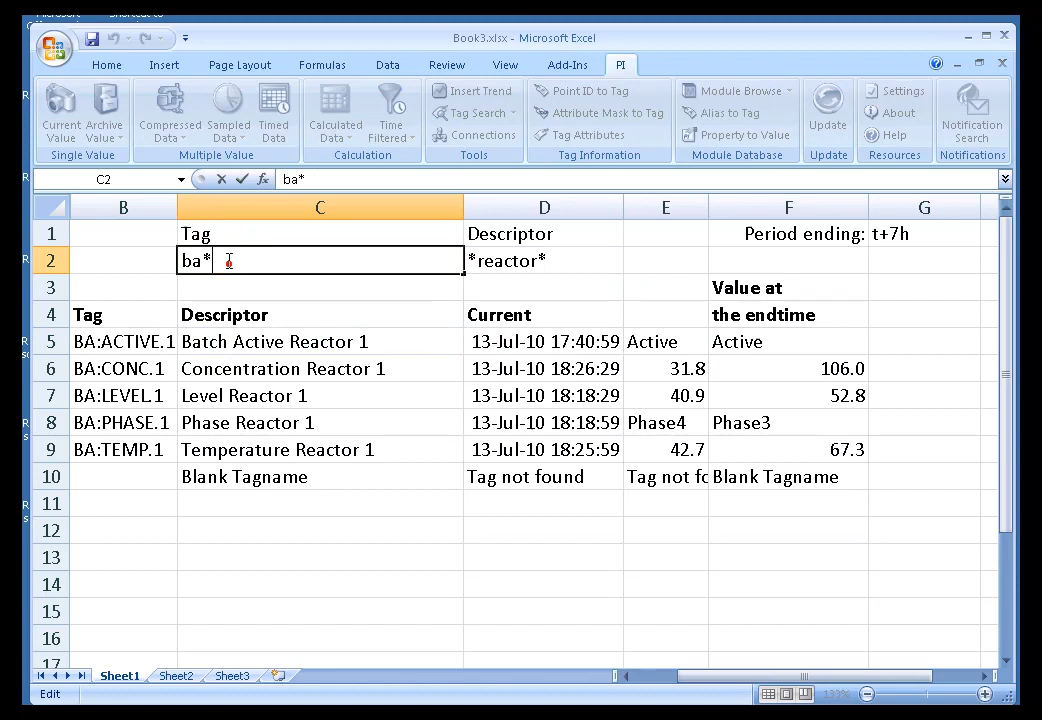 Book3.xlsx - Microsoft Excel
Home Insert Page Layout Formulas Data Review View Add-Ins PI
Current Value Archive Value Compressed Data Sampled Data Timed Data Calculated Data Time Filtered Insert Trend Tag Search Connections Point ID to Tag Attribute Mask to Tag Tag Attributes Module Browse Alias to Tag Property to Value Update Settings About Help Notification Search
Single Value Multiple Value Calculation Tools Tag Information Module Database Update Resources Notifications
C2 fx ba*
B C D E F G
1 Tag Descriptor Period ending: t+7h
2 ba* *reactor*
3 Value at
4 Tag Descriptor Current the endtime
5 BA:ACTIVE.1 Batch Active Reactor 1 13-Jul-10 17:40:59 Active Active
6 BA:CONC.1 Concentration Reactor 1 13-Jul-10 18:26:29 31.8 106.0
7 BA:LEVEL.1 Level Reactor 1 13-Jul-10 18:18:29 40.9 52.8
8 BA:PHASE.1 Phase Reactor 1 13-Jul-10 18:18:59 Phase4 Phase3
9 BA:TEMP.1 Temperature Reactor 1 13-Jul-10 18:25:59 42.7 67.3
10 Blank Tagname Tag not found Tag not fo Blank Tagname
11
12
13
14
15
16
17
Sheet1 Sheet2 Sheet3
Edit 133%